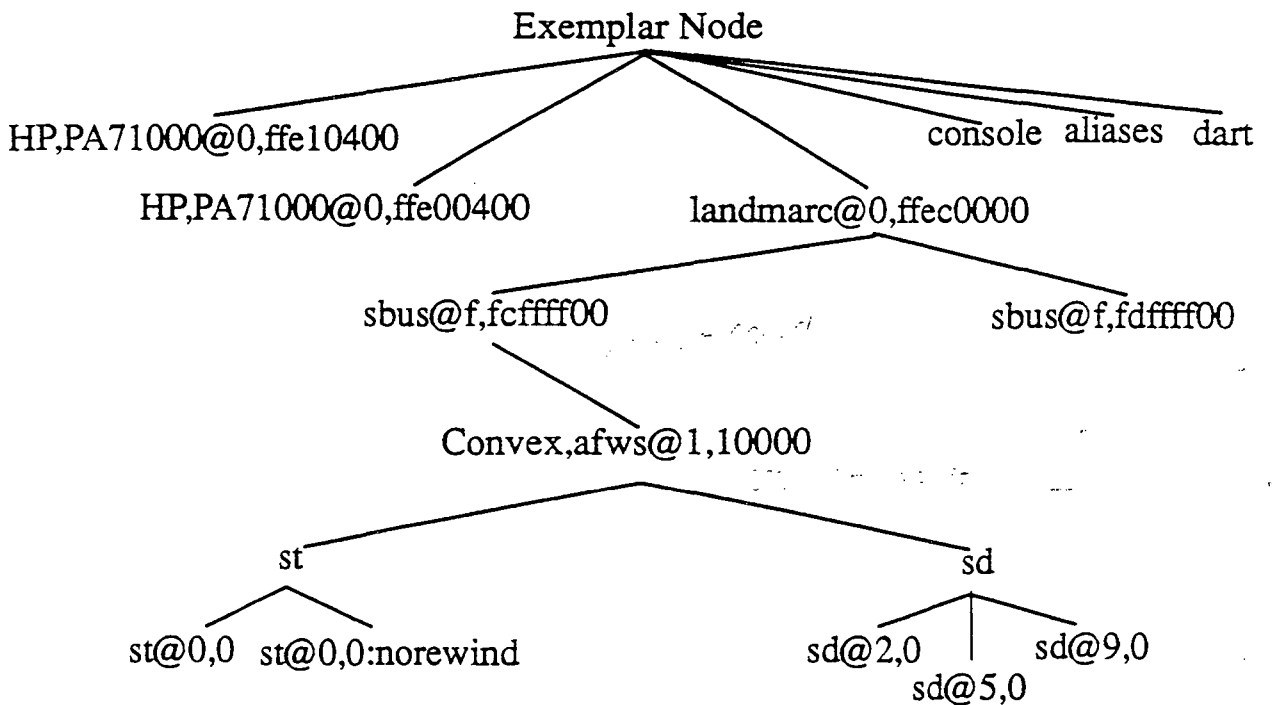 Exemplar Node
HP,PA71000@0,ffe10400
console
aliases
dart
HP,PA71000@0,ffe00400
landmarc@0,ffec0000
sbus@f,fcffff00
sbus@f,fdffff00
Convex,afws@1,10000
st
sd
st@0,0
st@0,0:norewind
sd@2,0
sd@5,0
sd@9,0